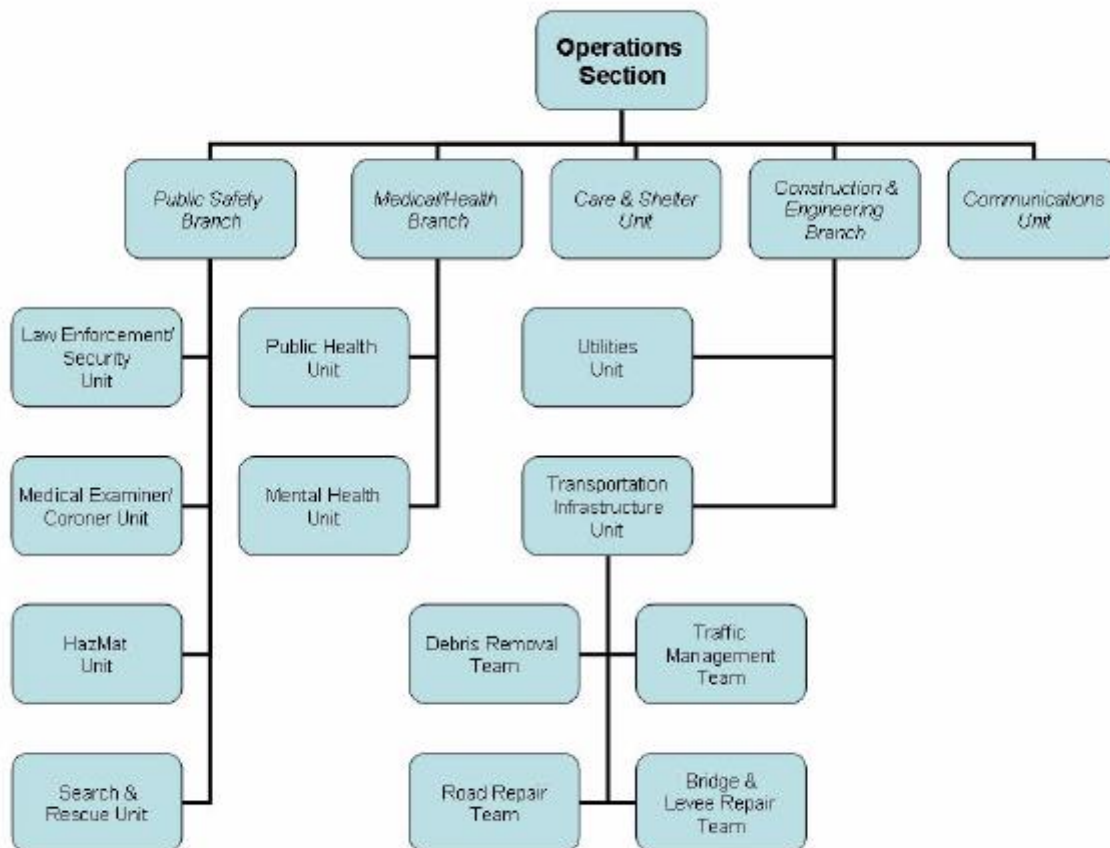 Operations
Section
Public Safety
Branch
Medical/Health
Branch
Care & Shelter
Unit
Construction &
Engineering
Branch
Communications
Unit
Law Enforcement/
Security
Unit
Public Health
Unit
Utilities
Unit
Medical Examiner/
Coroner Unit
Mental Health
Unit
Transportation
Infrastructure
Unit
HazMat
Unit
Debris Removal
Team
Traffic
Management
Team
Search &
Rescue Unit
Road Repair
Team
Bridge &
Levee Repair
Team